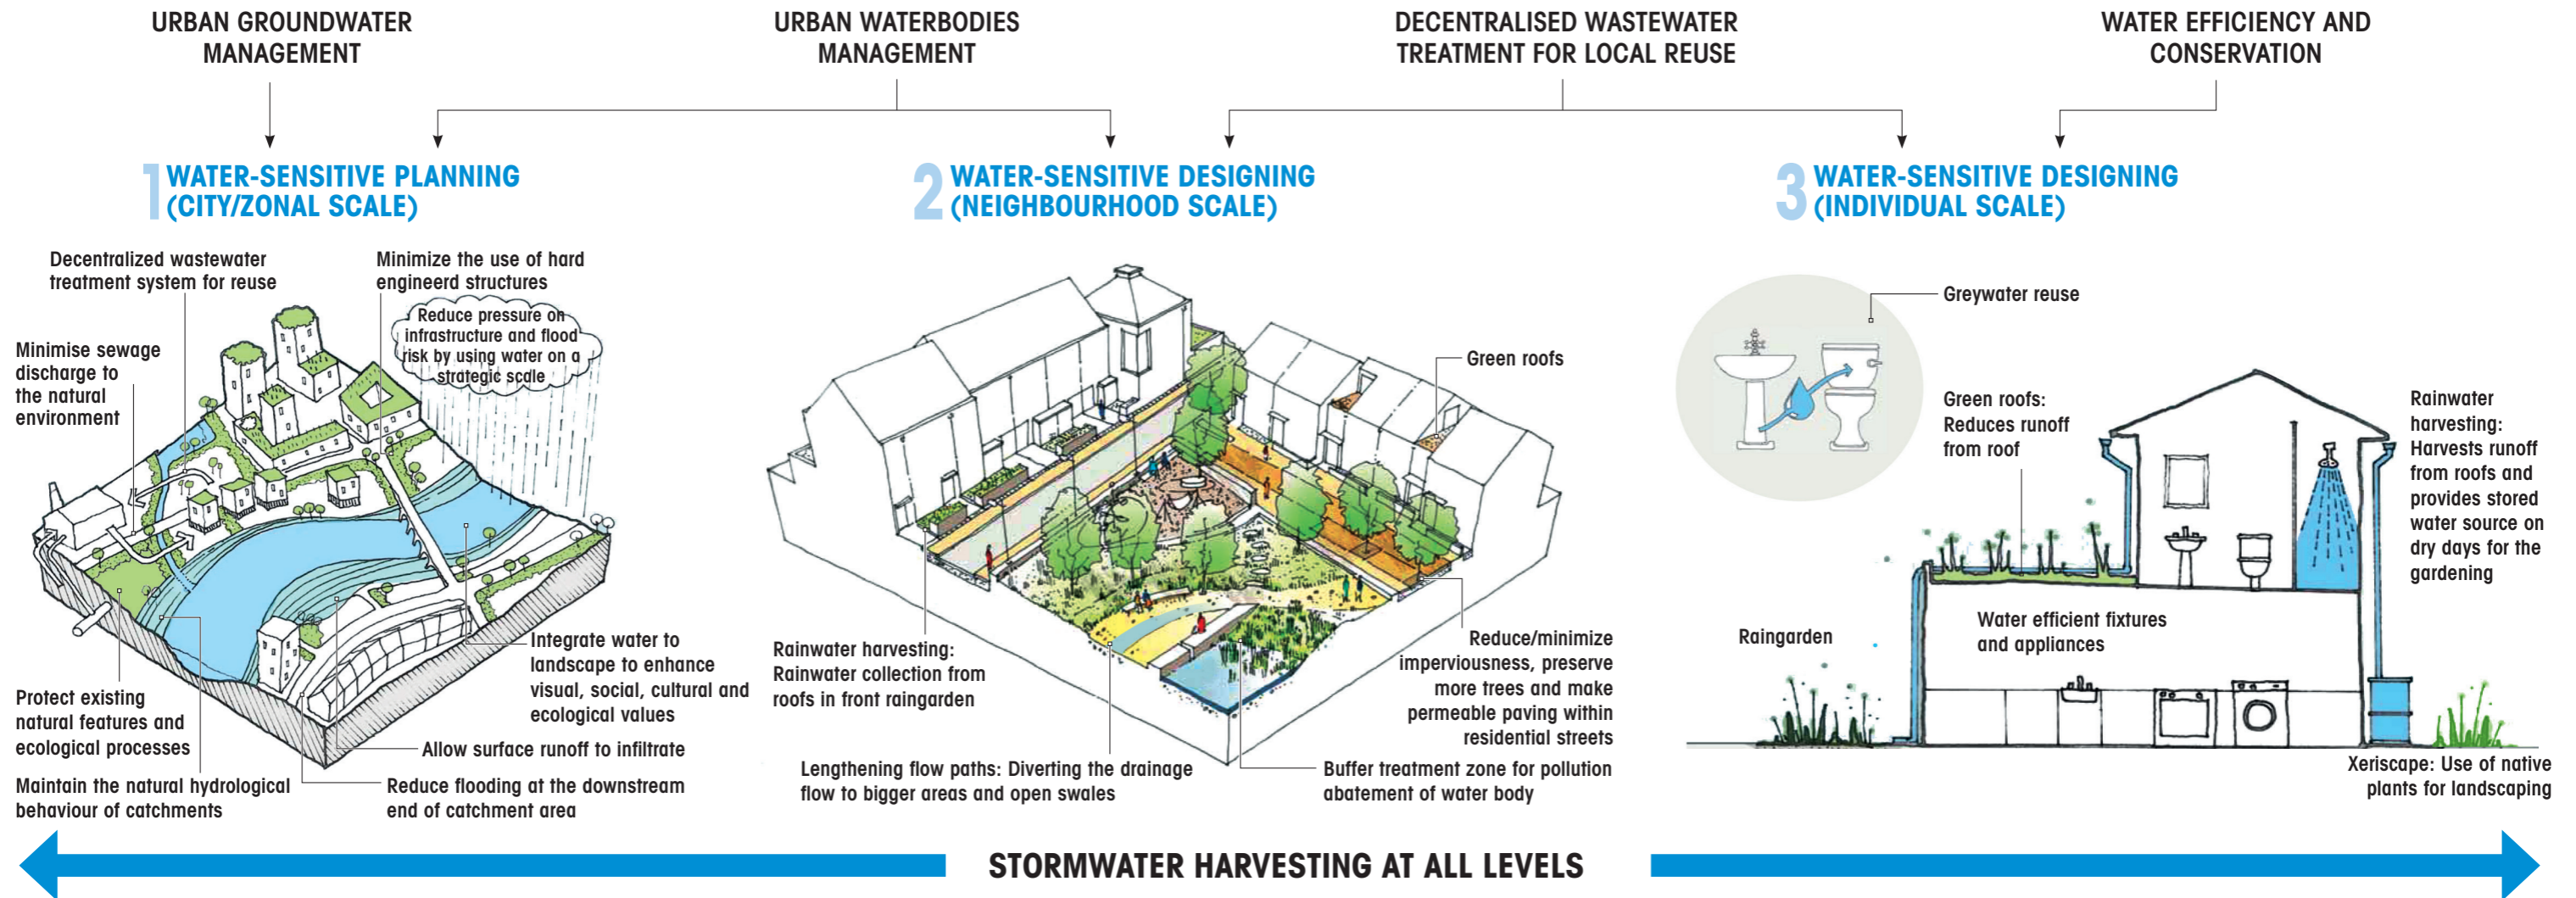 URBAN GROUNDWATER
MANAGEMENT
URBAN WATERBODIES
MANAGEMENT
DECENTRALISED WASTEWATER
TREATMENT FOR LOCAL REUSE
WATER EFFICIENCY AND
CONSERVATION
1 WATER-SENSITIVE PLANNING
(CITY/ZONAL SCALE)
2 WATER-SENSITIVE DESIGNING
(NEIGHBOURHOOD SCALE)
3 WATER-SENSITIVE DESIGNING
(INDIVIDUAL SCALE)
Decentralized wastewater
treatment system for reuse
Minimize the use of hard
engineerd structures
Reduce pressure on
infrastructure and flood
risk by using water on a
strategic scale
Minimise sewage
discharge to
the natural
environment
Protect existing
natural features and
ecological processes
Maintain the natural hydrological
behaviour of catchments
Integrate water to
landscape to enhance
visual, social, cultural and
ecological values
Allow surface runoff to infiltrate
Reduce flooding at the downstream
end of catchment area
Green roofs
Rainwater harvesting:
Rainwater collection from
roofs in front raingarden
Lengthening flow paths: Diverting the drainage
flow to bigger areas and open swales
Reduce/minimize
imperviousness, preserve
more trees and make
permeable paving within
residential streets
Buffer treatment zone for pollution
abatement of water body
Greywater reuse
Green roofs:
Reduces runoff
from roof
Rainwater
harvesting:
Harvests runoff
from roofs and
provides stored
water source on
dry days for the
gardening
Raingarden
Water efficient fixtures
and appliances
Xeriscape: Use of native
plants for landscaping
STORMWATER HARVESTING AT ALL LEVELS